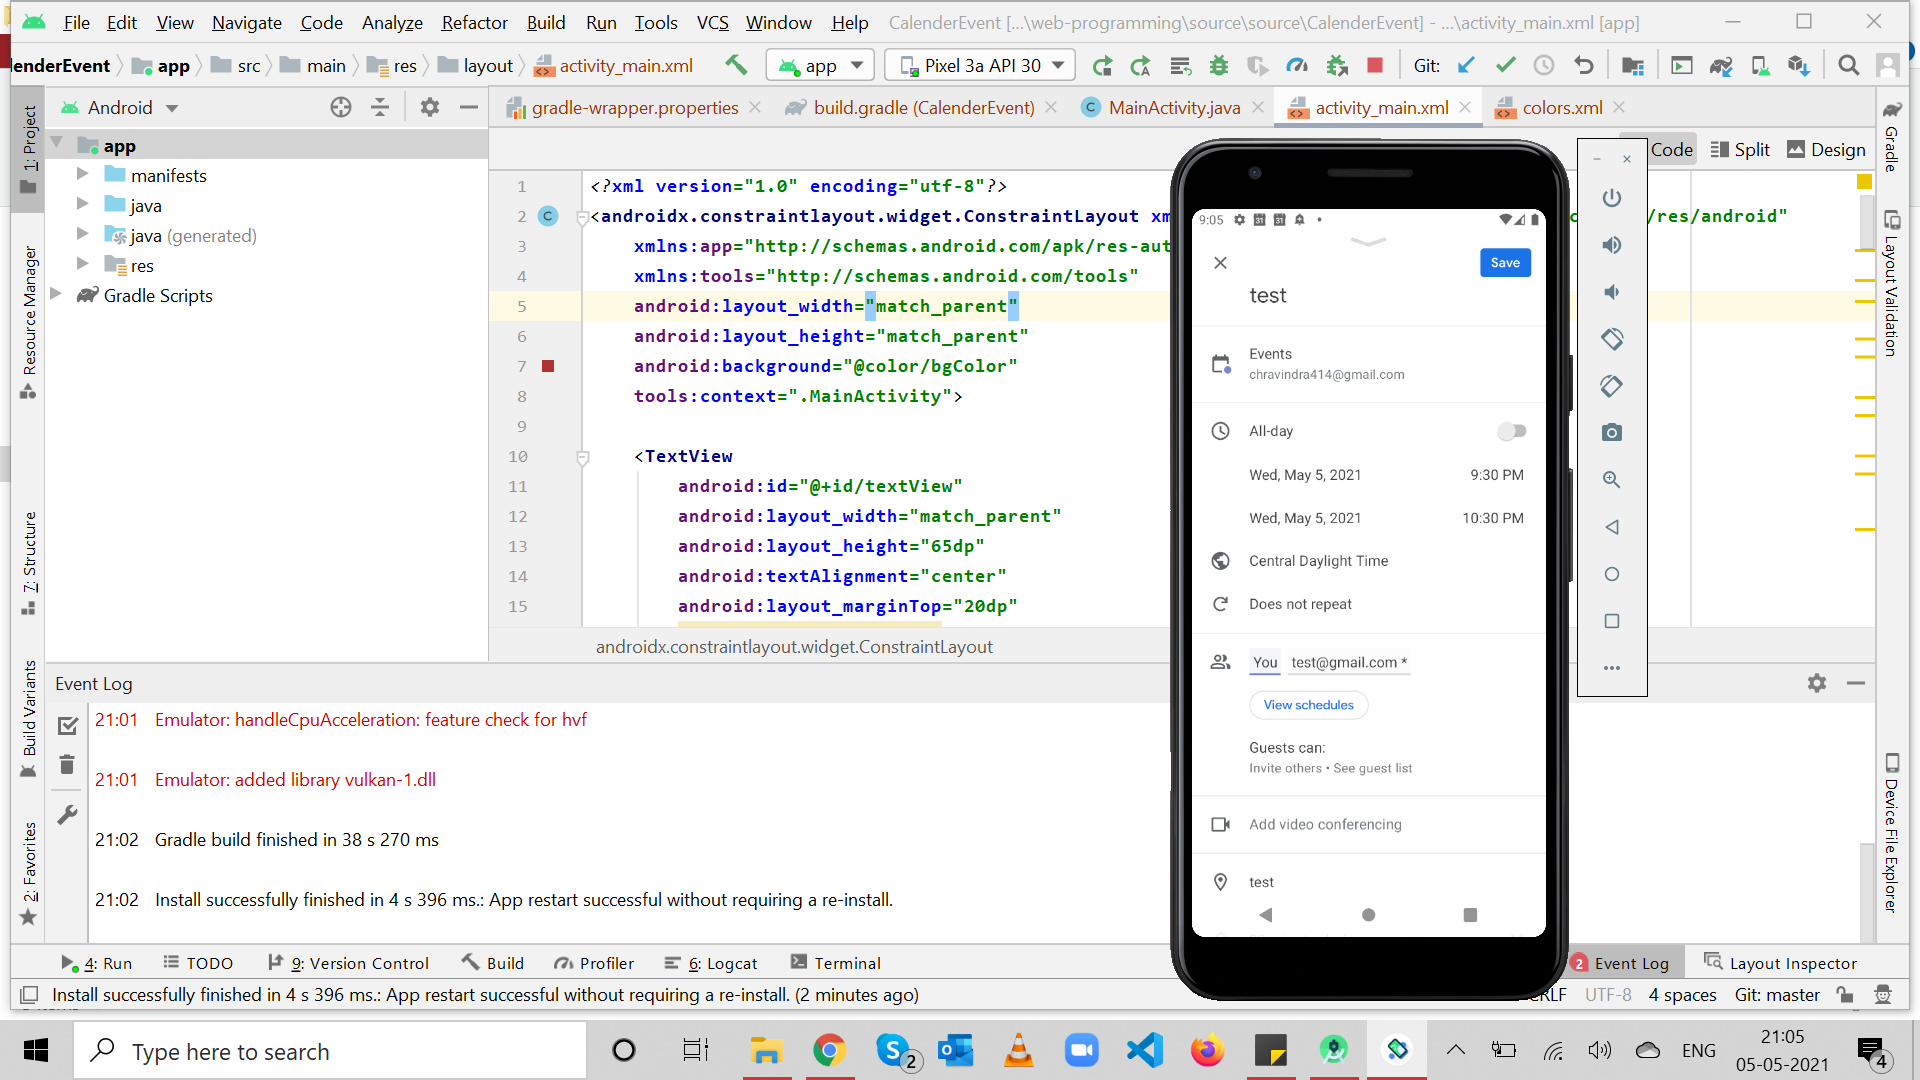 File Edit View Navigate Code Analyze Refactor Build Run Tools VCS Window Help CalenderEvent [...\web-programming\source\source\CalenderEvent] - ...\activity_main.xml [app]
lenderEvent app src main res layout activity_main.xml app Pixel 3a API 30 Git:
Android
gradle-wrapper.properties build.gradle (CalenderEvent) MainActivity.java activity_main.xml colors.xml
Code Split Design
app
manifests
java
java (generated)
res
Gradle Scripts
1: Project
Resource Manager
7: Structure
Build Variants
2: Favorites
Gradle
Layout Validation
Device File Explorer
1 <?xml version="1.0" encoding="utf-8"?>
2 <androidx.constraintlayout.widget.ConstraintLayout xm /res/android"
3 xmlns:app="http://schemas.android.com/apk/res-aut
4 xmlns:tools="http://schemas.android.com/tools"
5 android:layout_width="match_parent"
6 android:layout_height="match_parent"
7 android:background="@color/bgColor"
8 tools:context=".MainActivity">
9
10 <TextView
11 android:id="@+id/textView"
12 android:layout_width="match_parent"
13 android:layout_height="65dp"
14 android:textAlignment="center"
15 android:layout_marginTop="20dp"
androidx.constraintlayout.widget.ConstraintLayout
9:05
Save
test
Events
chravindra414@gmail.com
All-day
Wed, May 5, 2021 9:30 PM
Wed, May 5, 2021 10:30 PM
Central Daylight Time
Does not repeat
You test@gmail.com *
View schedules
Guests can:
Invite others • See guest list
Add video conferencing
test
Event Log
21:01 Emulator: handleCpuAcceleration: feature check for hvf
21:01 Emulator: added library vulkan-1.dll
21:02 Gradle build finished in 38 s 270 ms
21:02 Install successfully finished in 4 s 396 ms.: App restart successful without requiring a re-install.
4: Run TODO 9: Version Control Build Profiler 6: Logcat Terminal 2 Event Log Layout Inspector
Install successfully finished in 4 s 396 ms.: App restart successful without requiring a re-install. (2 minutes ago) CRLF UTF-8 4 spaces Git: master
Type here to search
2
ENG
21:05
05-05-2021
4